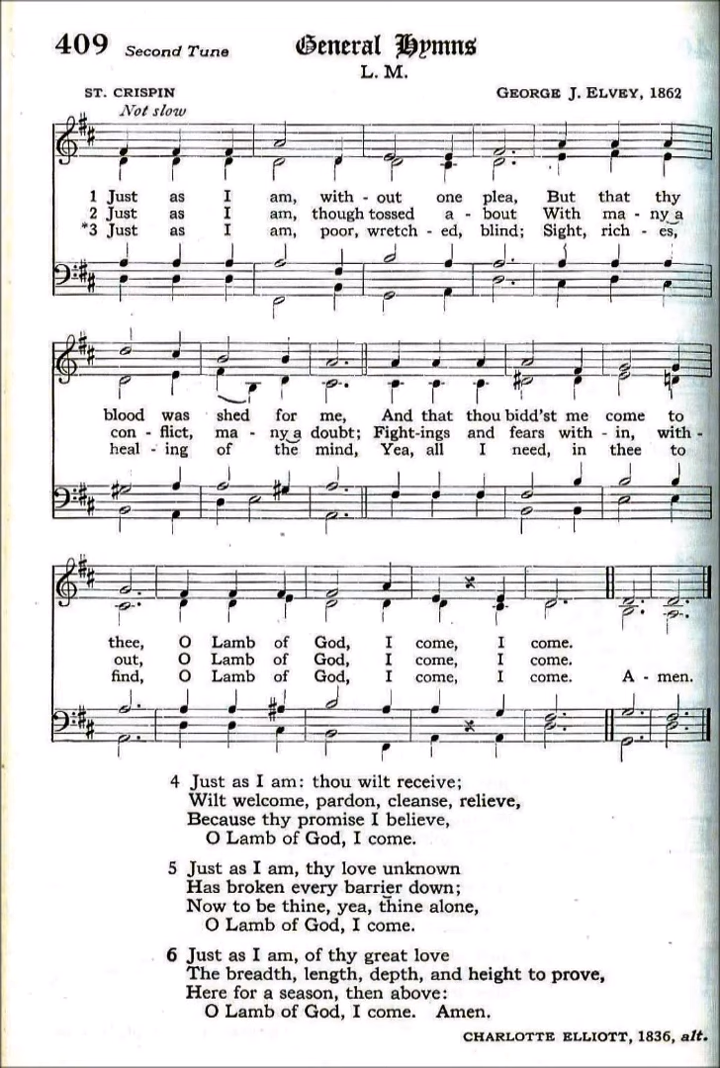 409 Second Tune General Hymns
L. M.
ST. CRISPIN GEORGE J. ELVEY, 1862
Not slow
1 Just as I am, with - out one plea, But that thy
2 Just as I am, though tossed a - bout With ma - ny a
*3 Just as I am, poor, wretch - ed, blind; Sight, rich - es,
blood was shed for me, And that thou bidd'st me come to
con - flict, ma - ny a doubt; Fight-ings and fears with - in, with -
heal - ing of the mind, Yea, all I need, in thee to
thee, O Lamb of God, I come, I come.
out, O Lamb of God, I come, I come.
find, O Lamb of God, I come, I come. A - men.
4 Just as I am: thou wilt receive;
Wilt welcome, pardon, cleanse, relieve,
Because thy promise I believe,
O Lamb of God, I come.
5 Just as I am, thy love unknown
Has broken every barrier down;
Now to be thine, yea, thine alone,
O Lamb of God, I come.
6 Just as I am, of thy great love
The breadth, length, depth, and height to prove,
Here for a season, then above:
O Lamb of God, I come. Amen.
CHARLOTTE ELLIOTT, 1836, alt.